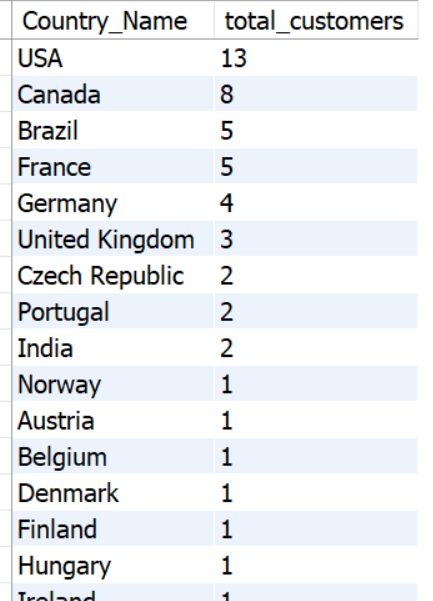 Country_Name total_customers
USA 13
Canada 8
Brazil 5
France 5
Germany 4
United Kingdom 3
Czech Republic 2
Portugal 2
India 2
Norway 1
Austria 1
Belgium 1
Denmark 1
Finland 1
Hungary 1
Ireland 1